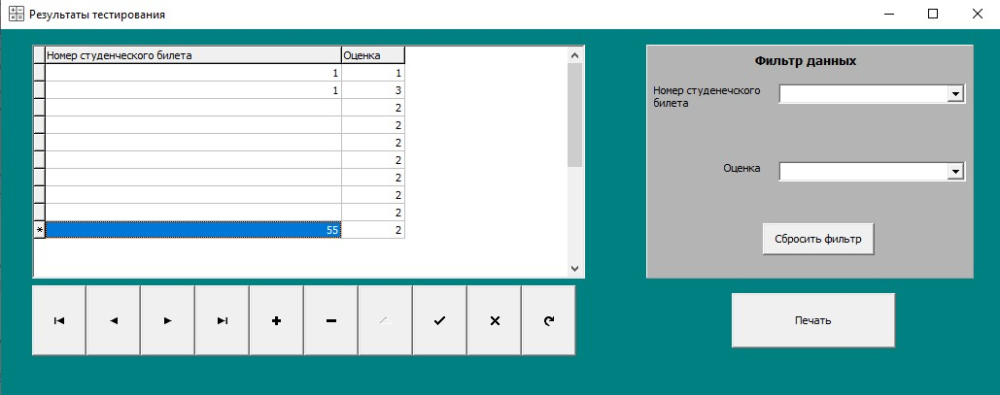 Результаты тестирования
Номер студенческого билета Оценка
1 1
1 3
2
2
2
2
2
2
2
* 55 2
Фильтр данных
Номер студенечского
билета
Оценка
Сбросить фильтр
Печать